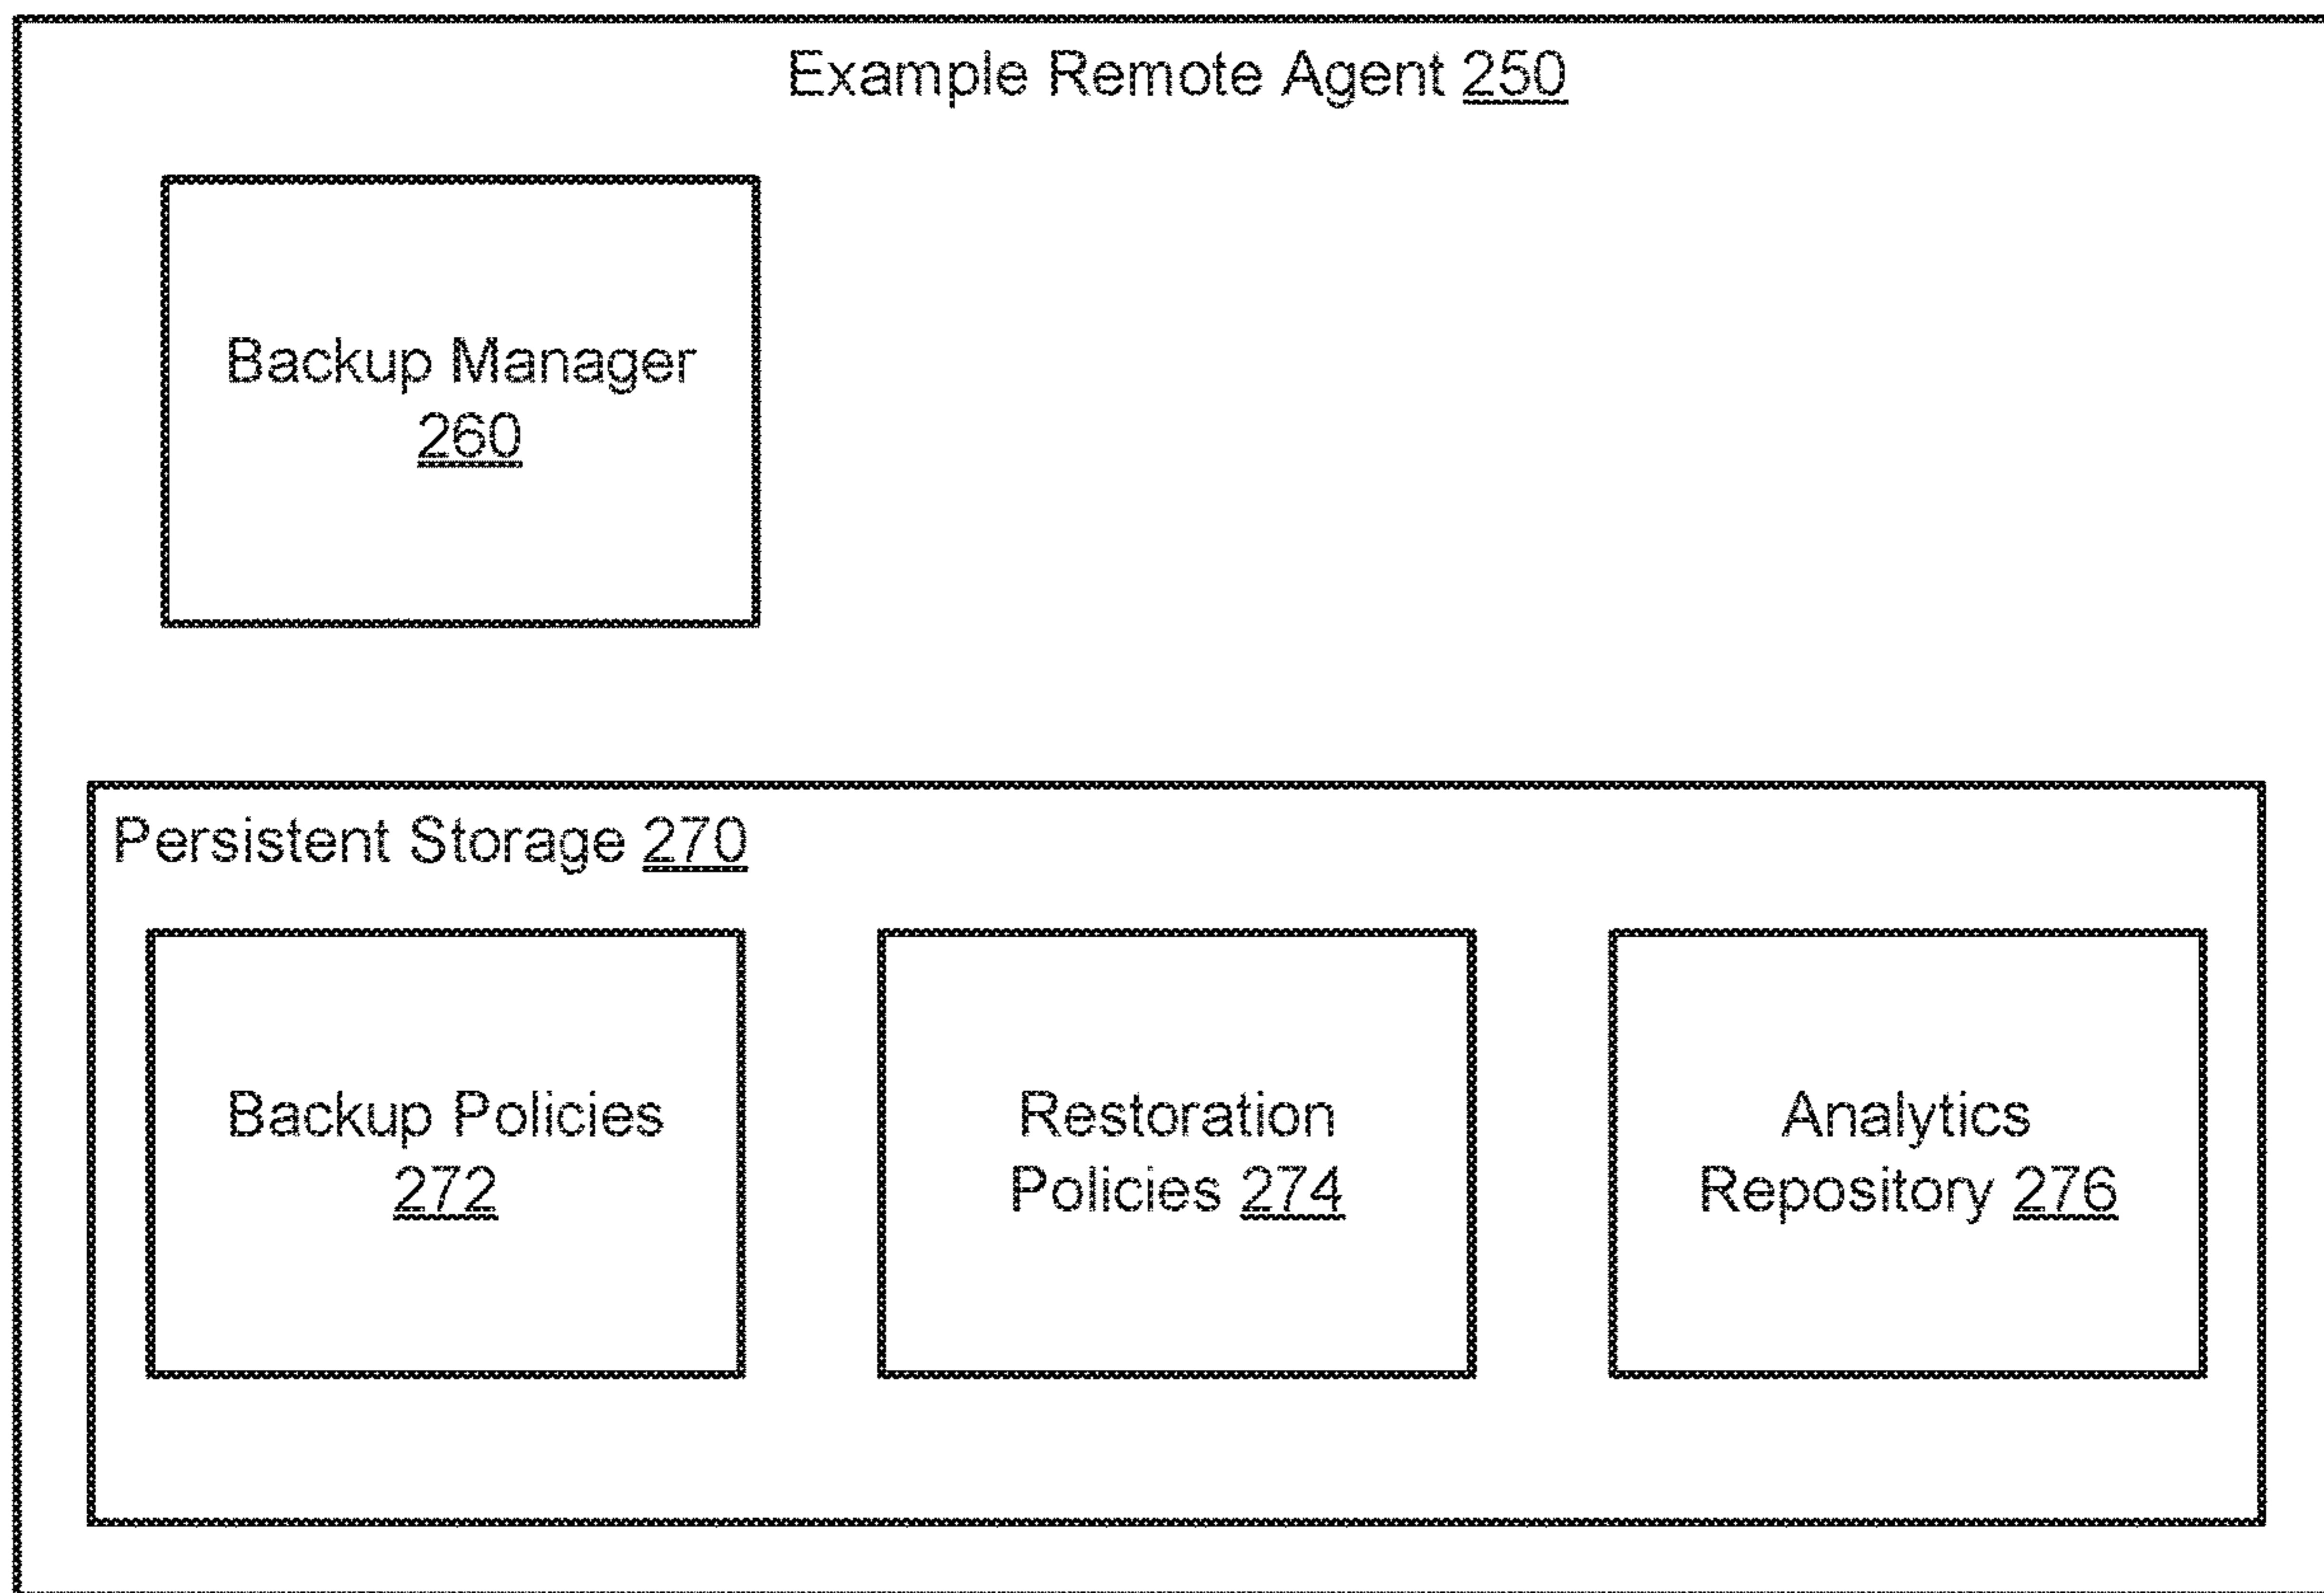 Example Remote Agent 250
Backup Manager
260
Persistent Storage 270
Backup Policies
272
Restoration
Policies 274
Analytics
Repository 276